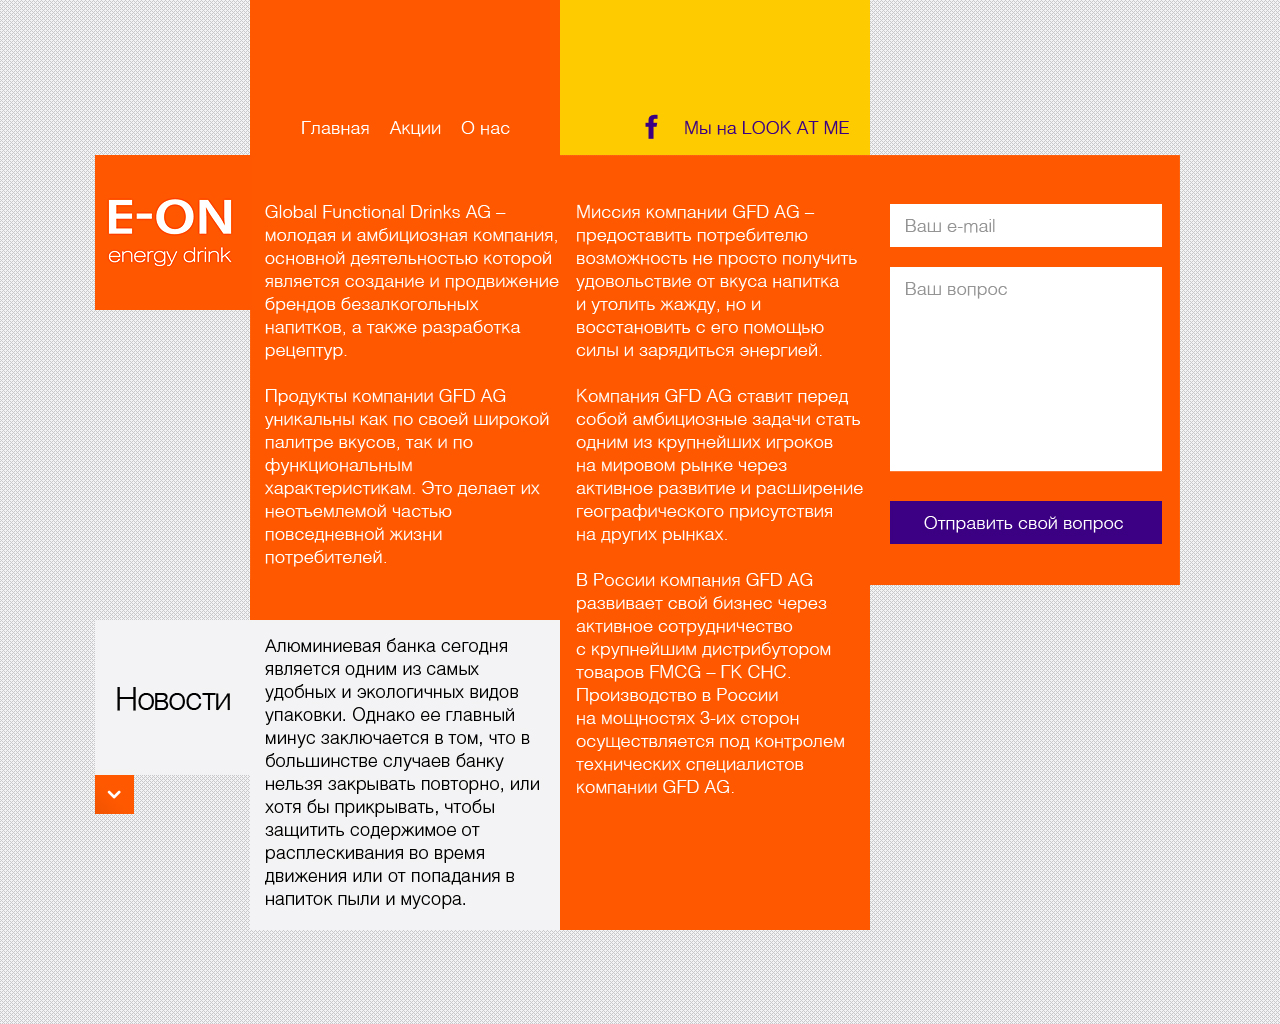 Главная Акции О нас
Мы на LOOK AT ME
E-ON
energy drink
Global Functional Drinks AG –
молодая и амбициозная компания,
основной деятельностью которой
является создание и продвижение
брендов безалкогольных
напитков, а также разработка
рецептур.
Продукты компании GFD AG
уникальны как по своей широкой
палитре вкусов, так и по
функциональным
характеристикам. Это делает их
неотъемлемой частью
повседневной жизни
потребителей.
Миссия компании GFD AG –
предоставить потребителю
возможность не просто получить
удовольствие от вкуса напитка
и утолить жажду, но и
восстановить с его помощью
силы и зарядиться энергией.
Компания GFD AG ставит перед
собой амбициозные задачи стать
одним из крупнейших игроков
на мировом рынке через
активное развитие и расширение
географического присутствия
на других рынках.
В России компания GFD AG
развивает свой бизнес через
активное сотрудничество
с крупнейшим дистрибутором
товаров FMCG – ГК СНС.
Производство в России
на мощностях 3-их сторон
осуществляется под контролем
технических специалистов
компании GFD AG.
Ваш e-mail
Ваш вопрос
Отправить свой вопрос
Новости
Алюминиевая банка сегодня
является одним из самых
удобных и экологичных видов
упаковки. Однако ее главный
минус заключается в том, что в
большинстве случаев банку
нельзя закрывать повторно, или
хотя бы прикрывать, чтобы
защитить содержимое от
расплескивания во время
движения или от попадания в
напиток пыли и мусора.